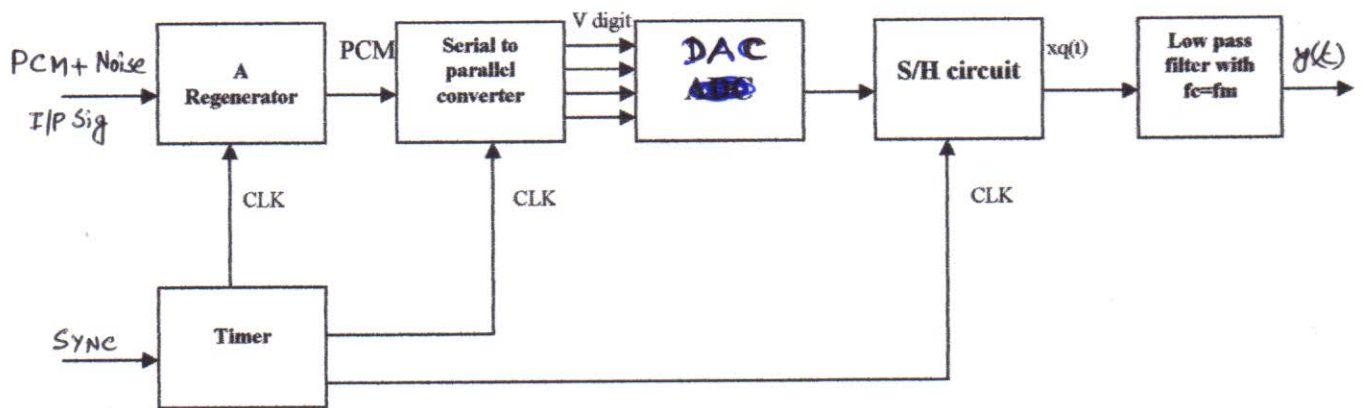 PCM + Noise
I/P Sig
A
Regenerator
PCM
Serial to
parallel
converter
V digit
DAC
ADC
S/H circuit
xq(t)
Low pass
filter with
fc=fm
y(t)
CLK
CLK
CLK
SYNC
Timer